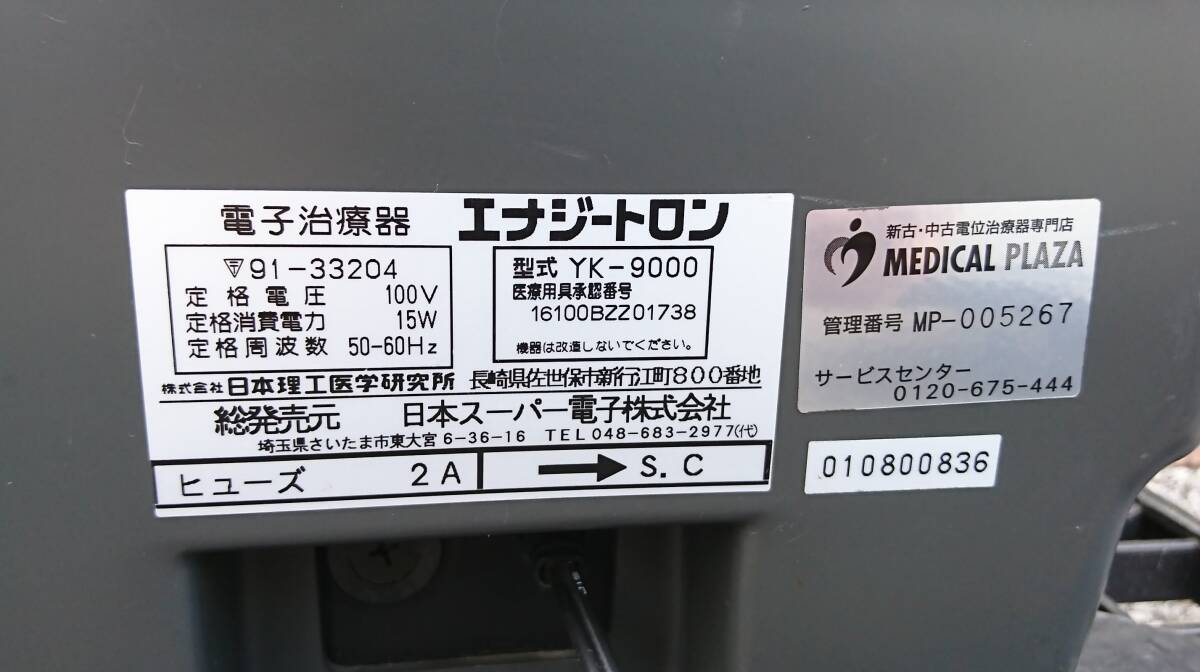 電子治療器 エナジートロン
91-33204
定格電圧 100V
定格消費電力 15W
定格周波数 50-60Hz
型式 YK-9000
医療用具承認番号
16100BZZ01738
機器は改造しないでください。
株式会社日本理工医学研究所 長崎県佐世保市新行江町800番地
総発売元 日本スーパー電子株式会社
埼玉県さいたま市東大宮6-36-16 TEL048-683-2977(代)
ヒューズ 2A → S.C
新古・中古電位治療器専門店
MEDICAL PLAZA
管理番号 MP-005267
サービスセンター
0120-675-444
010800836